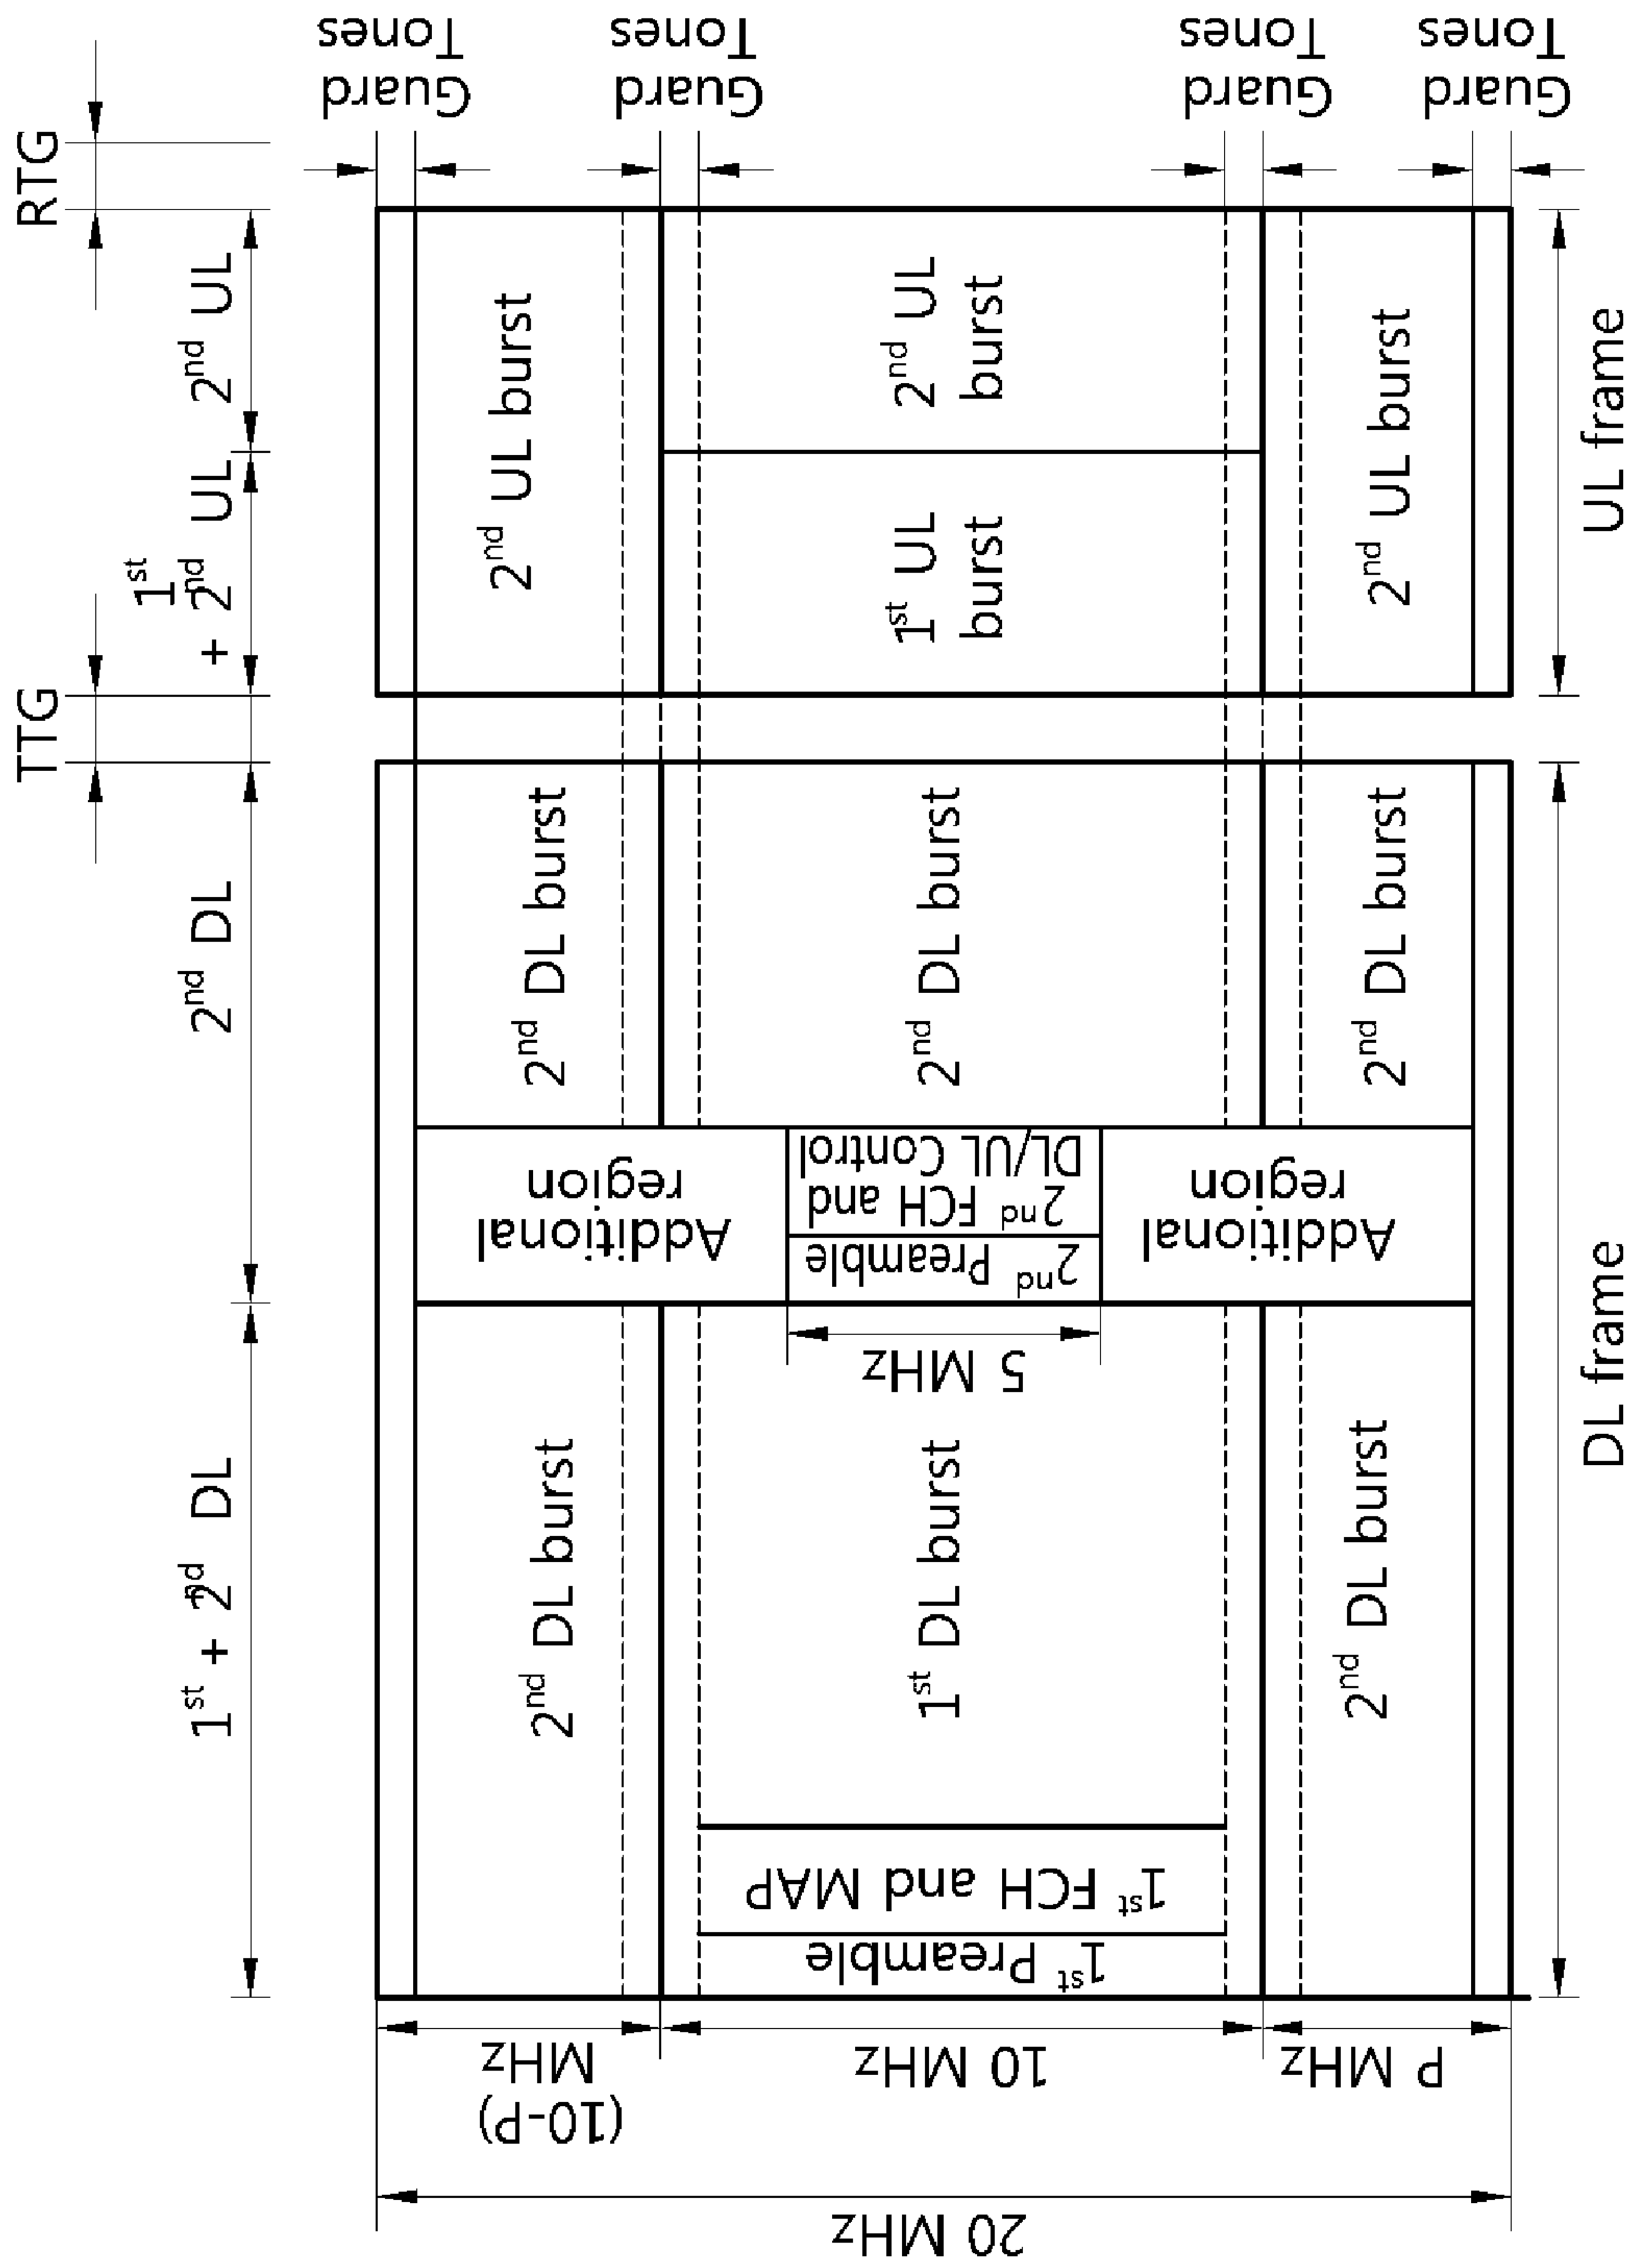 TTG
RTG
1st + 2nd DL
2nd DL
1st
+ 2nd UL
2nd UL
20 MHz
(10-P)
MHz
10 MHz
P MHz
2nd DL burst
1st Preamble
1st FCH and MAP
1st DL burst
2nd DL burst
5 MHz
Additional
region
2nd Preamble
2nd FCH and
DL/UL Control
Additional
region
2nd DL burst
2nd DL burst
2nd DL burst
2nd UL burst
1st UL
burst
2nd UL
burst
2nd UL burst
Guard
Tones
Guard
Tones
Guard
Tones
Guard
Tones
DL frame
UL frame